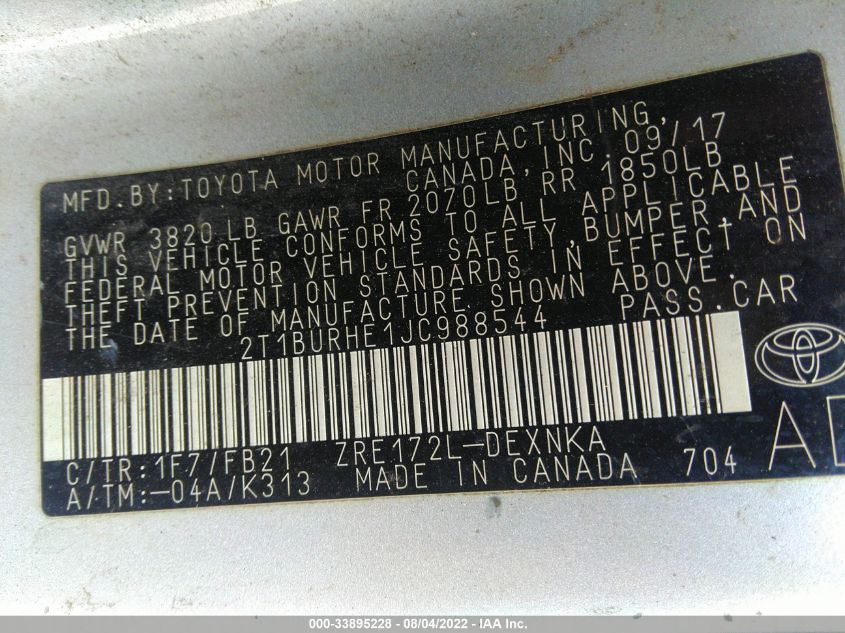 MFD.BY:TOYOTA MOTOR MANUFACTURING,
CANADA,INC.09/17
GVWR 3820 LB GAWR FR 2070LB RR 1850LB
THIS VEHICLE CONFORMS TO ALL APPLICABLE
FEDERAL MOTOR VEHICLE SAFETY,BUMPER,AND
THEFT PREVENTION STANDARDS IN EFFECT ON
THE DATE OF MANUFACTURE SHOWN ABOVE.
2T1BURHE1JC988544 PASS.CAR
C/TR:1F7/FB21 ZRE172L-DEXNKA
A/TM:-04A/K313 MADE IN CANADA 704
000-33895228 - 08/04/2022 - IAA Inc.